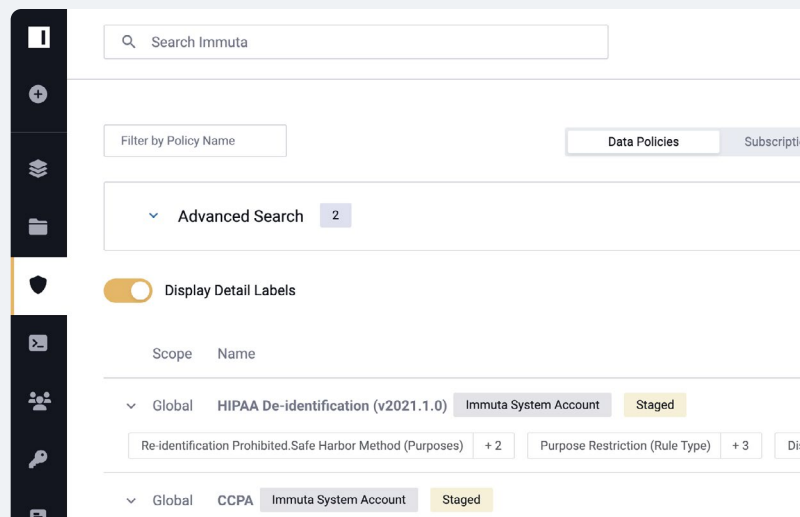 Search Immuta
Filter by Policy Name
Data Policies
Advanced Search 2
Display Detail Labels
Scope Name
Global HIPAA De-identification (v2021.1.0) Immuta System Account Staged
Re-identification Prohibited.Safe Harbor Method (Purposes) + 2 Purpose Restriction (Rule Type) + 3
Global CCPA Immuta System Account Staged